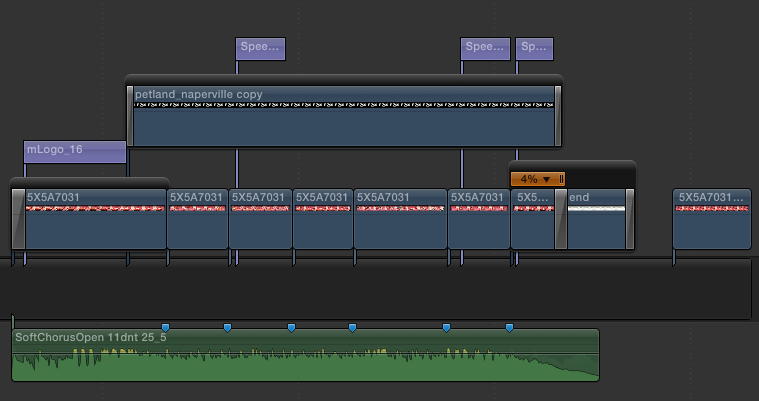 Spee...
Spee...
Sp...
petland_naperville copy
mLogo_16
4%
5X5A7031
5X5A7031
5X5A7031
5X5A7031
5X5A7031
5X5A7031
5X5...
end
5X5A7031...
SoftChorusOpen 11dnt 25_5